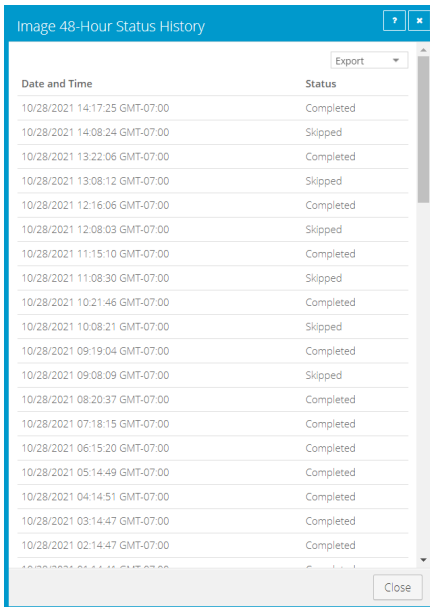 Image 48-Hour Status History
?
×
Export
Date and Time Status
10/28/2021 14:17:25 GMT-07:00 Completed
10/28/2021 14:08:24 GMT-07:00 Skipped
10/28/2021 13:22:06 GMT-07:00 Completed
10/28/2021 13:08:12 GMT-07:00 Skipped
10/28/2021 12:16:06 GMT-07:00 Completed
10/28/2021 12:08:03 GMT-07:00 Skipped
10/28/2021 11:15:10 GMT-07:00 Completed
10/28/2021 11:08:30 GMT-07:00 Skipped
10/28/2021 10:21:46 GMT-07:00 Completed
10/28/2021 10:08:21 GMT-07:00 Skipped
10/28/2021 09:19:04 GMT-07:00 Completed
10/28/2021 09:08:09 GMT-07:00 Skipped
10/28/2021 08:20:37 GMT-07:00 Completed
10/28/2021 07:18:15 GMT-07:00 Completed
10/28/2021 06:15:20 GMT-07:00 Completed
10/28/2021 05:14:49 GMT-07:00 Completed
10/28/2021 04:14:51 GMT-07:00 Completed
10/28/2021 03:14:47 GMT-07:00 Completed
10/28/2021 02:14:47 GMT-07:00 Completed
Close